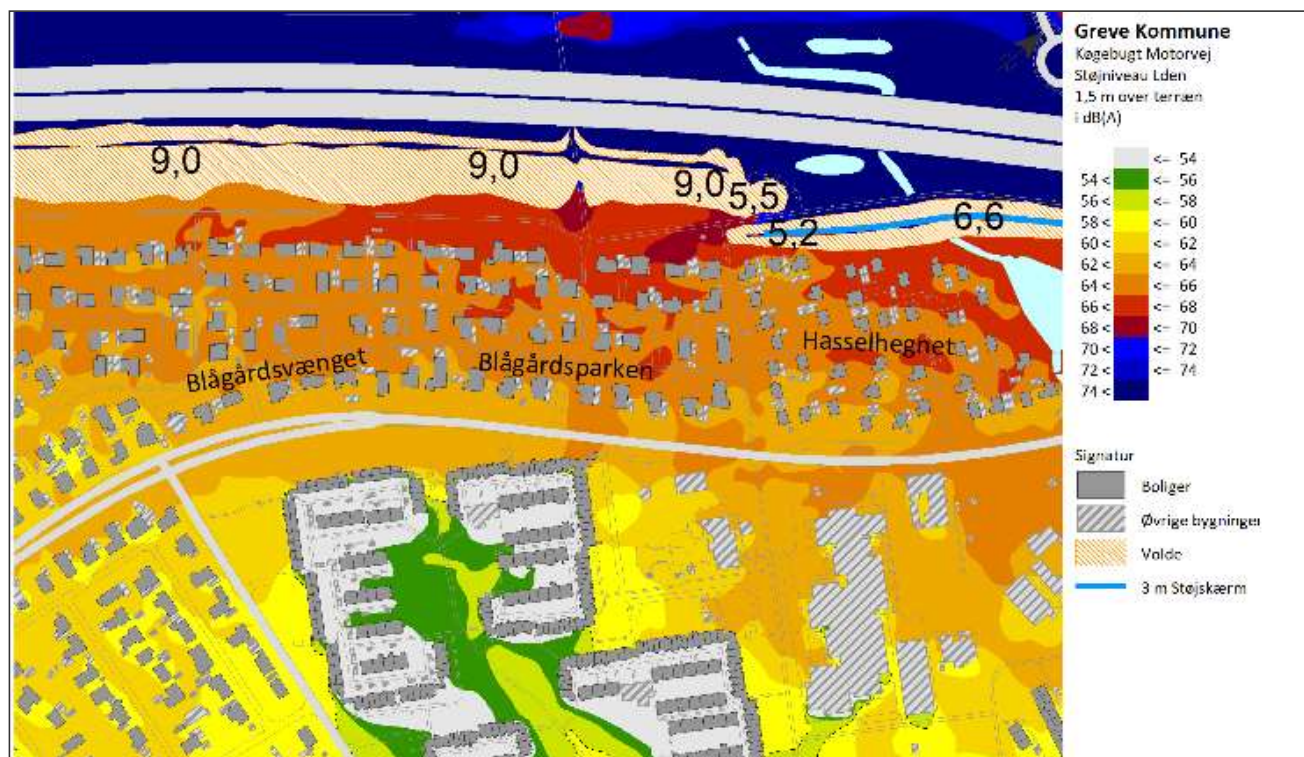 Greve Kommune
Køgebugt Motorvej
Støjniveau Lden
1,5 m over terræn
i dB(A)
<= 54
54 < <= 56
56 < <= 58
58 < <= 60
60 < <= 62
62 < <= 64
64 < <= 66
66 < <= 68
68 < <= 70
70 < <= 72
72 < <= 74
74 <
Signatur
Boliger
Øvrige bygninger
Volde
3 m Støjskærm
9,0
9,0
9,0
5,5
5,2
6,6
Blågårdsvænget
Blågårdsparken
Hasselhegnet